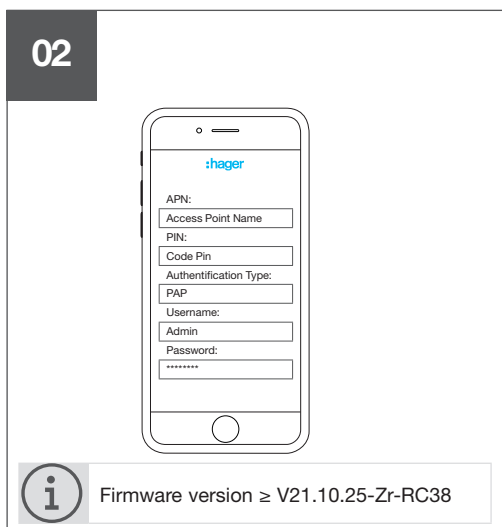 02
:hager
APN:
Access Point Name
PIN:
Code Pin
Authentification Type:
PAP
Username:
Admin
Password:
********
i
Firmware version ≥ V21.10.25-Zr-RC38